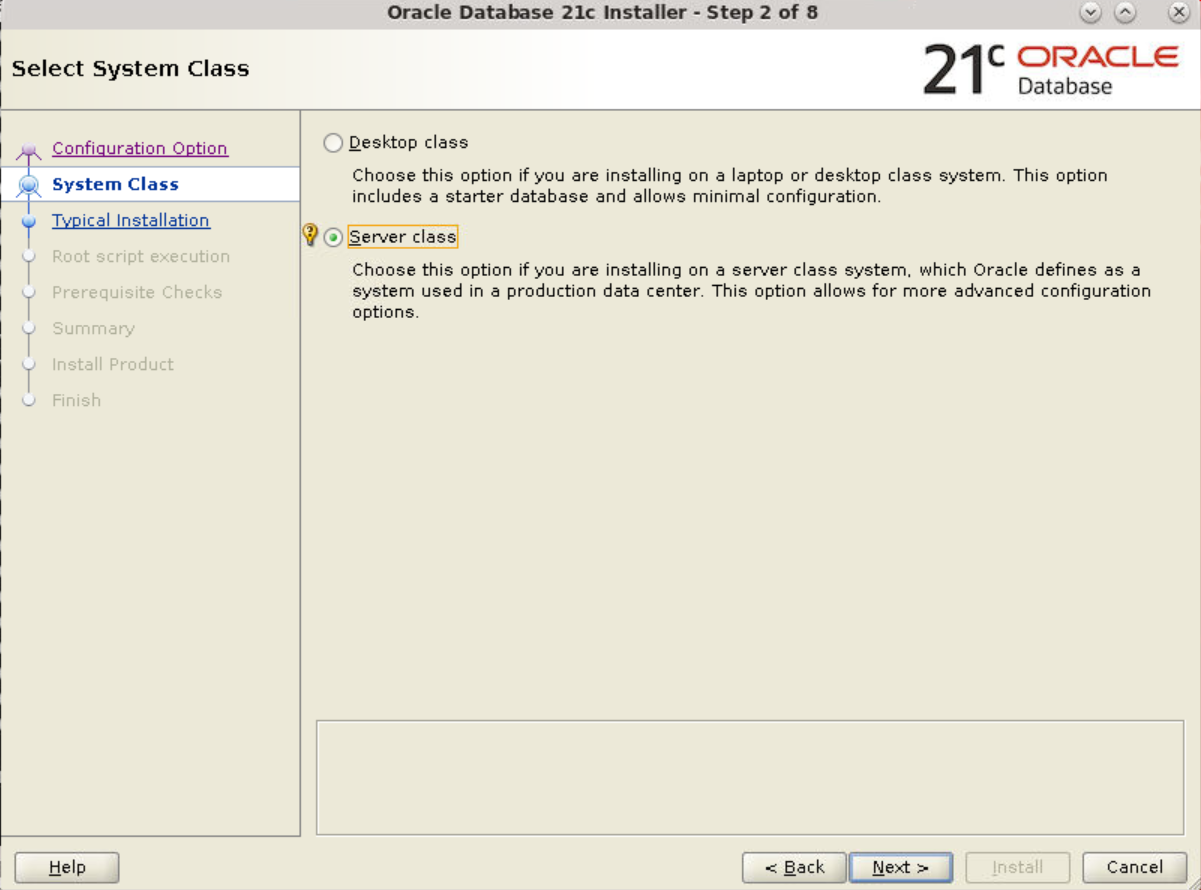 Oracle Database 21c Installer - Step 2 of 8
Select System Class
21c ORACLE
Database
Configuration Option
System Class
Typical Installation
Root script execution
Prerequisite Checks
Summary
Install Product
Finish
Desktop class
Choose this option if you are installing on a laptop or desktop class system. This option
includes a starter database and allows minimal configuration.
Server class
Choose this option if you are installing on a server class system, which Oracle defines as a
system used in a production data center. This option allows for more advanced configuration
options.
Help
< Back
Next >
Install
Cancel